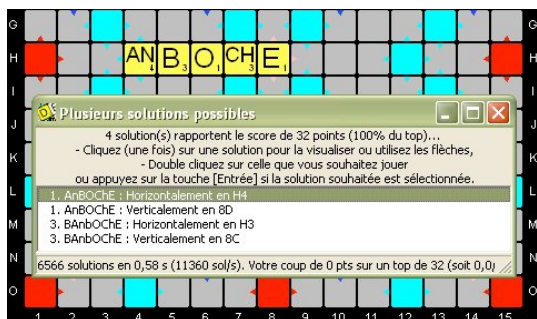 G G
H AN4 B3 O1 CH4 E1 H
I I
Plusieurs solutions possibles
J J
4 solution(s) rapportent le score de 32 points (100% du top)...
- Cliquez (une fois) sur une solution pour la visualiser ou utilisez les flèches,
K K
- Double cliquez sur celle que vous souhaitez jouer
ou appuyez sur la touche [Entrée] si la solution souhaitée est sélectionnée.
L L
1. AnBOChE : Horizontalement en H4
1. AnBOChE : Verticalement en 8D
M M
3. BAnbOChE : Horizontalement en H3
3. BAnbOChE : Verticalement en 8C
N N
6566 solutions en 0,58 s (11360 sol/s). Votre coup de 0 pts sur un top de 32 (soit 0,0
O O
1 2 3 4 5 6 7 8 9 10 11 12 13 14 15